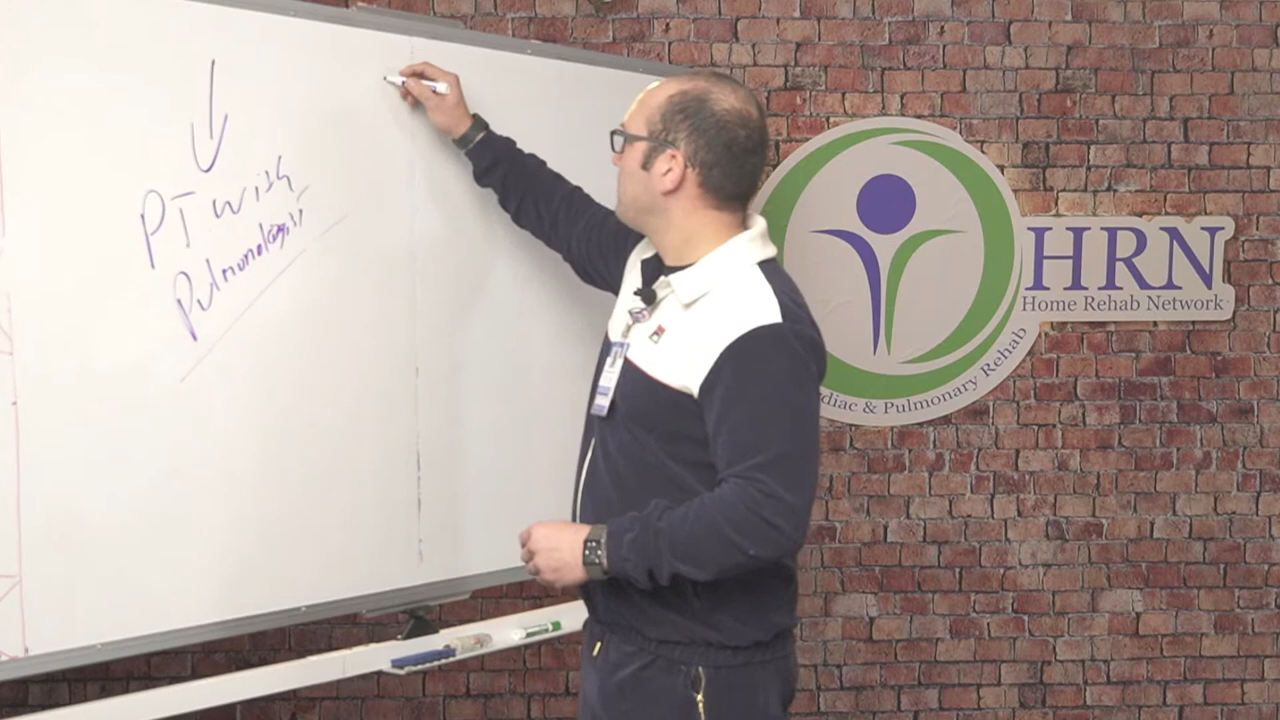 PT with
Pulmonologist
HRN
Home Rehab Network
diac & Pulmonary Rehab